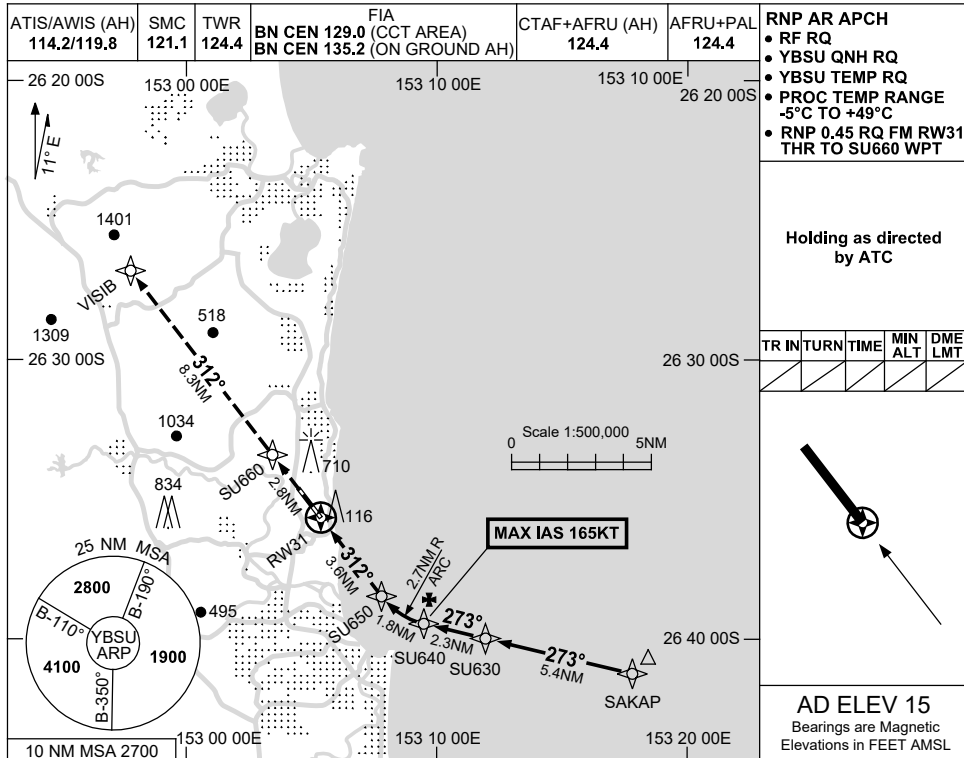 ATIS/AWIS (AH)
114.2/119.8
SMC
121.1
TWR
124.4
FIA
BN CEN 129.0 (CCT AREA)
BN CEN 135.2 (ON GROUND AH)
CTAF+AFRU (AH)
124.4
AFRU+PAL
124.4
RNP AR APCH
• RF RQ
• YBSU QNH RQ
• YBSU TEMP RQ
• PROC TEMP RANGE
-5°C TO +49°C
• RNP 0.45 RQ FM RW31
THR TO SU660 WPT
Holding as directed
by ATC
TR IN
TURN
TIME
MIN
ALT
DME
LMT
AD ELEV 15
Bearings are Magnetic
Elevations in FEET AMSL
26 20 00S
153 00 00E
153 10 00E
26 20 00S
11° E
1401
VISIB
1309
518
26 30 00S
26 30 00S
312°
8.3NM
1034
Scale 1:500,000
0
5NM
SU660
710
834
2.8NM
116
RW31
MAX IAS 165KT
312°
3.6NM
2.7NM R
ARC
SU650
1.8NM
273°
2.3NM
SU640
SU630
273°
5.4NM
SAKAP
26 40 00S
495
25 NM MSA
2800
B-190°
B-110°
YBSU
ARP
4100
1900
B-350°
10 NM MSA 2700
153 00 00E
153 10 00E
153 20 00E